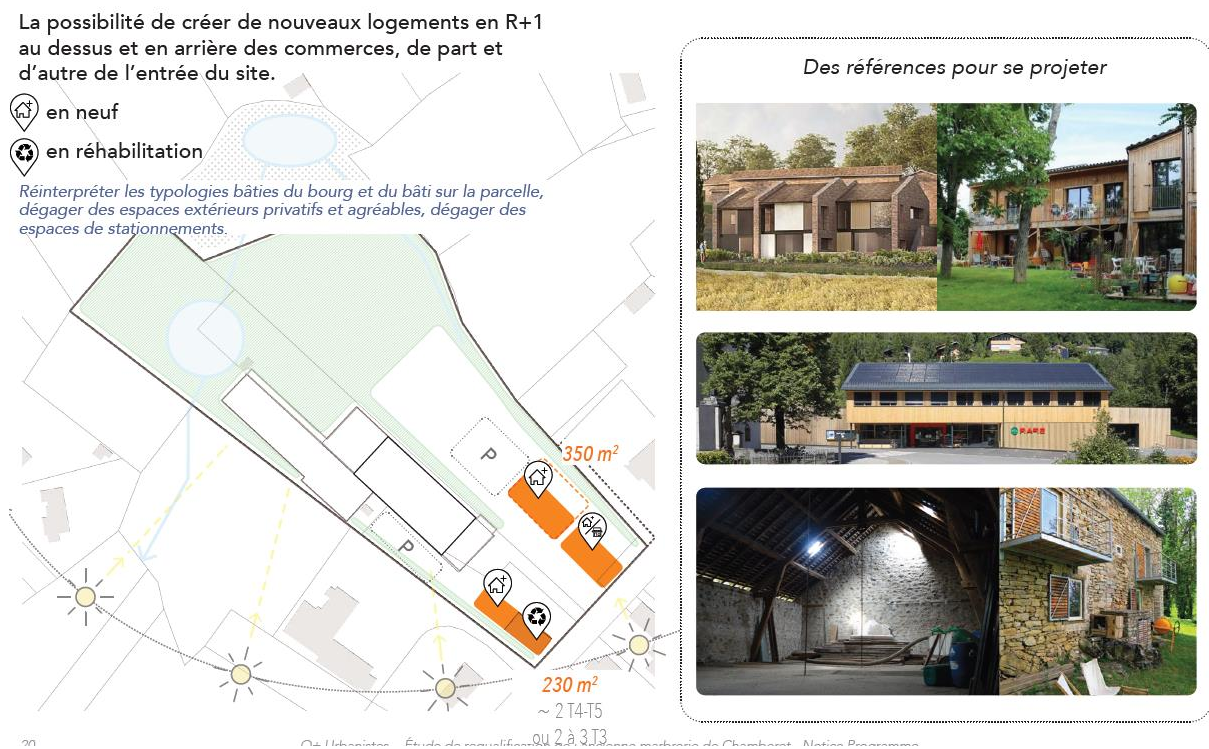 La possibilité de créer de nouveaux logements en R+1
au dessus et en arrière des commerces, de part et
d'autre de l'entrée du site.
en neuf
en réhabilitation
Réinterpréter les typologies bâties du bourg et du bâti sur la parcelle,
dégager des espaces extérieurs privatifs et agréables, dégager des
espaces de stationnements.
P
350 m²
P
230 m²
~ 2 T4-T5
ou 2 à 3 T3
Des références pour se projeter
RARE
20
O+ Urbanistes - Étude de requalification de l'ancienne marbrerie de Chamberet - Notice Programme